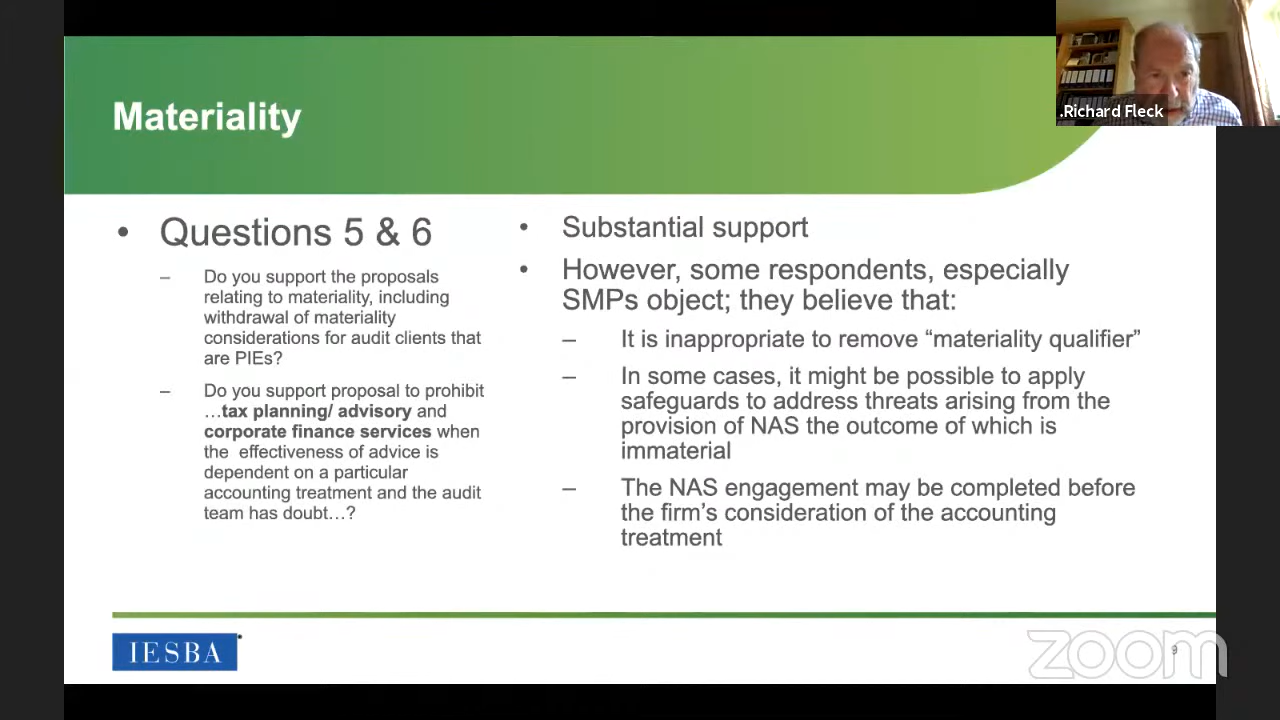 .Richard Fleck
Materiality
• Questions 5 & 6
– Do you support the proposals
relating to materiality, including
withdrawal of materiality
considerations for audit clients that
are PIEs?
– Do you support proposal to prohibit
…tax planning/ advisory and
corporate finance services when
the effectiveness of advice is
dependent on a particular
accounting treatment and the audit
team has doubt…?
• Substantial support
• However, some respondents, especially
SMPs object; they believe that:
– It is inappropriate to remove “materiality qualifier”
– In some cases, it might be possible to apply
safeguards to address threats arising from the
provision of NAS the outcome of which is
immaterial
– The NAS engagement may be completed before
the firm’s consideration of the accounting
treatment
IESBA
zoom
9